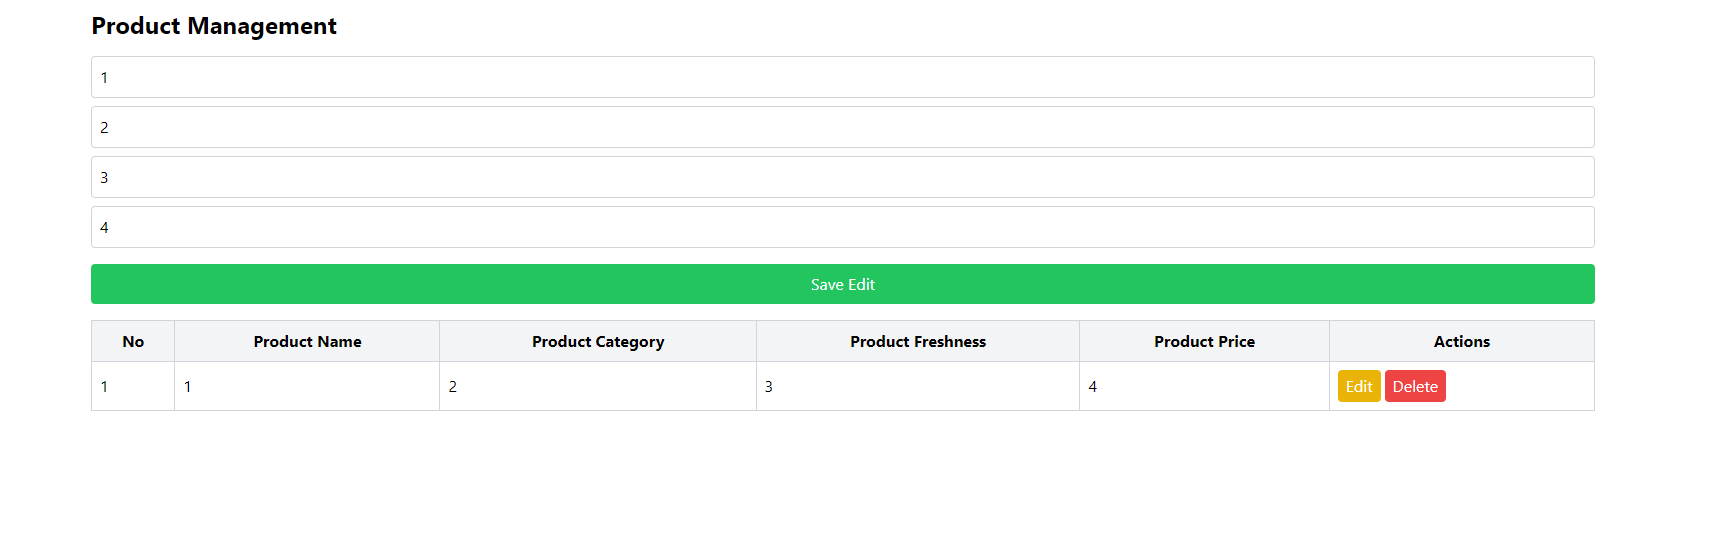 Product Management
1
2
3
4
Save Edit
No Product Name Product Category Product Freshness Product Price Actions
1 1 2 3 4 Edit Delete